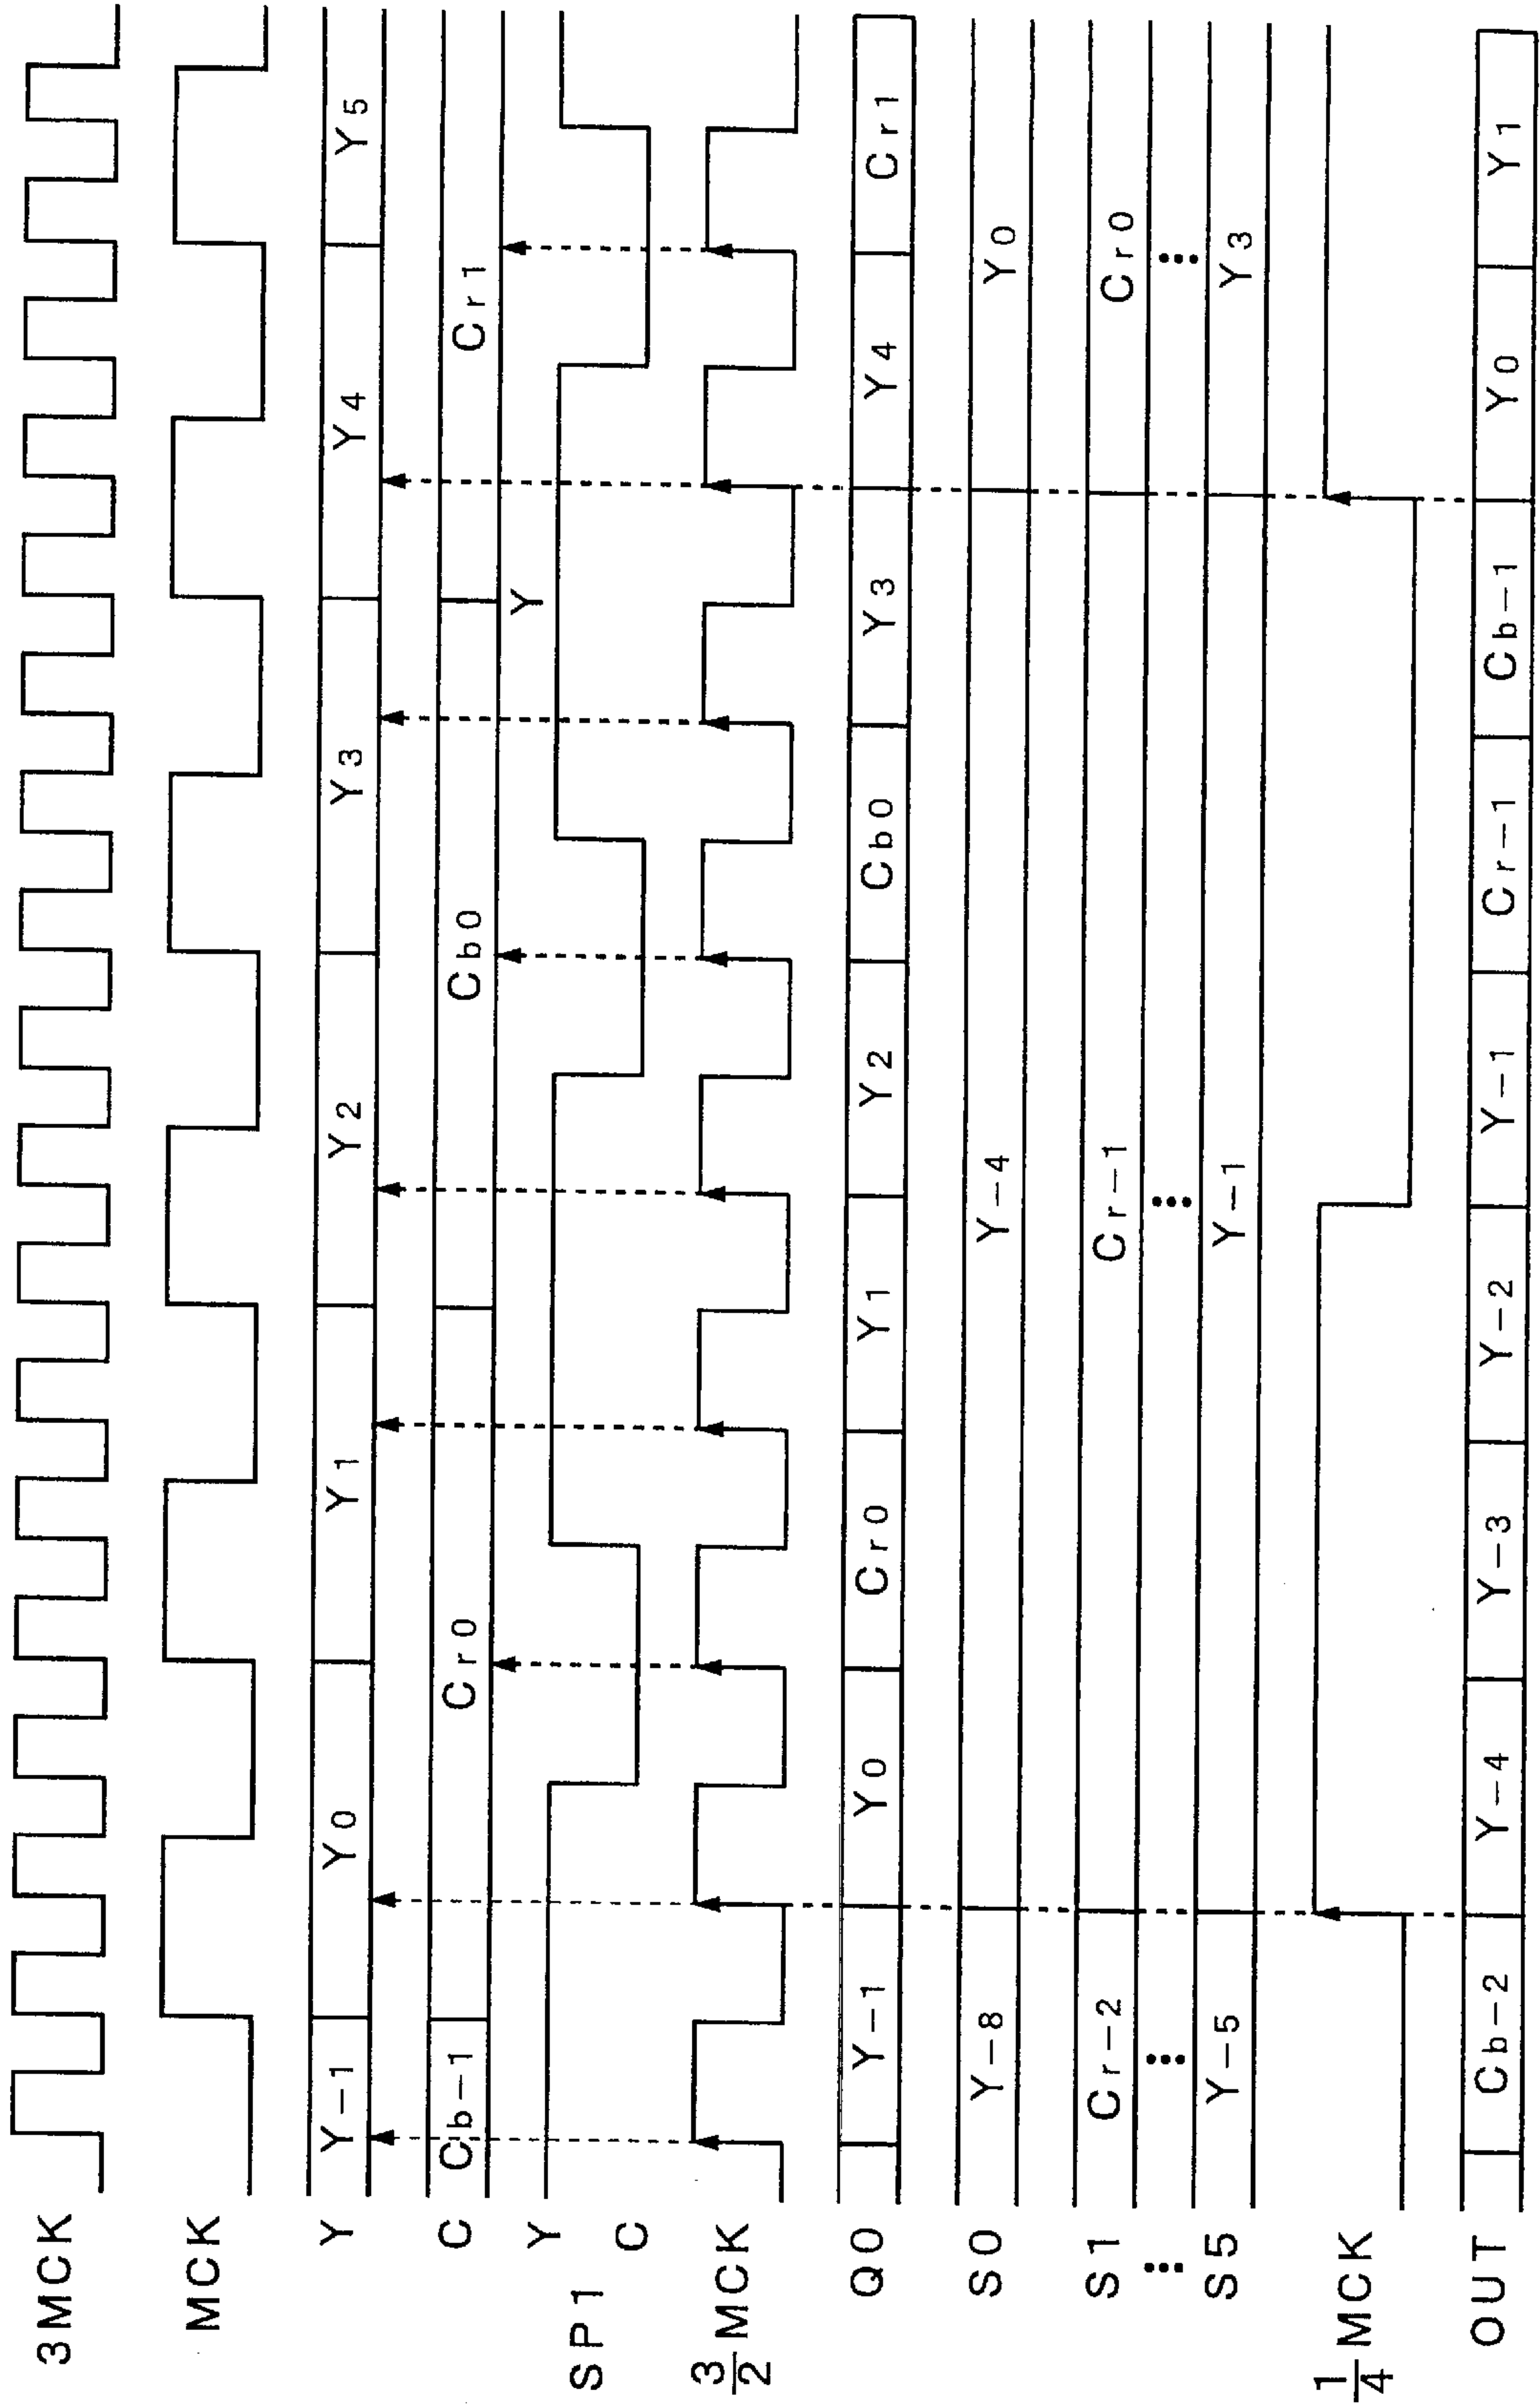 3MCK
MCK
Y Y-1 Y0 Y1 Y2 Y3 Y4 Y5
C Cb-1 Cr0 Cb0 Cr1
SP1 Y C Y
3/2 MCK
Q0 Y-1 Y0 Cr0 Y1 Y2 Cb0 Y3 Y4 Cr1
S0 Y-8 Y-4 Y0
S1 Cr-2 Cr-1 Cr0
⋮ ⋮ ⋮ ⋮
S5 Y-5 Y-1 Y3
1/4 MCK
OUT Cb-2 Y-4 Y-3 Y-2 Y-1 Cr-1 Cb-1 Y0 Y1